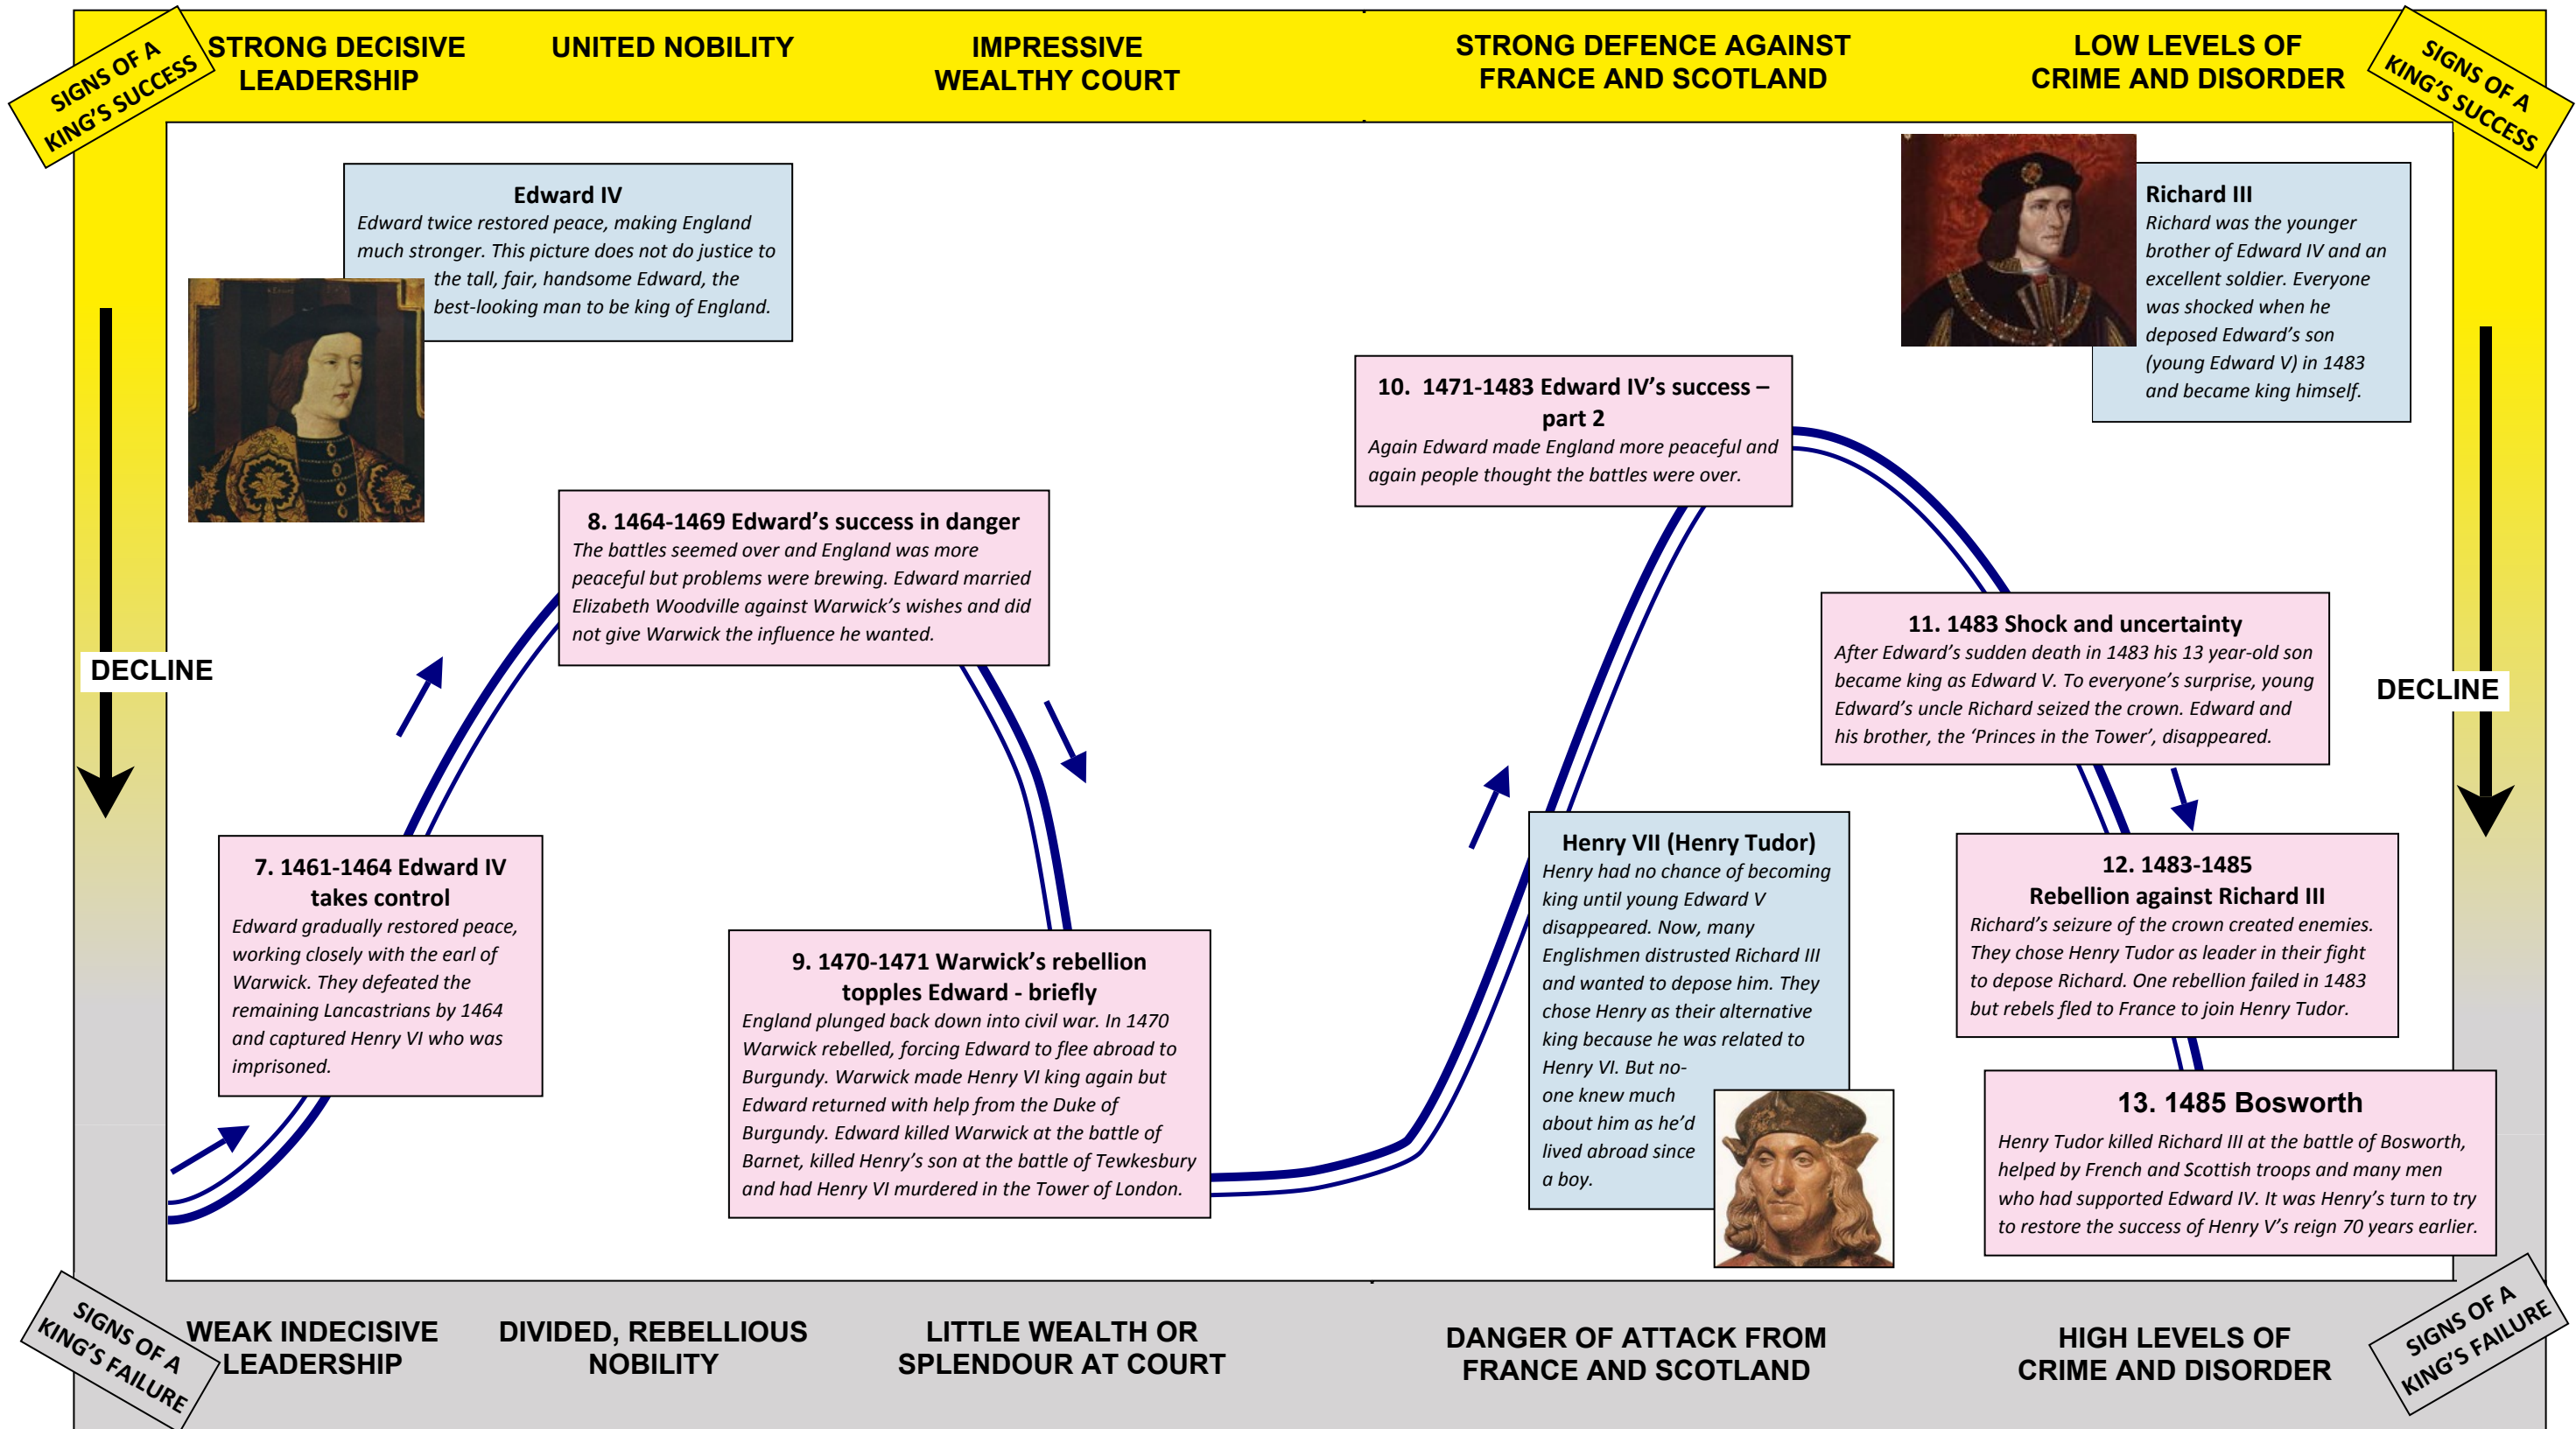 SIGNS OF A
KING'S SUCCESS
STRONG DECISIVE
LEADERSHIP
UNITED NOBILITY
IMPRESSIVE
WEALTHY COURT
STRONG DEFENCE AGAINST
FRANCE AND SCOTLAND
LOW LEVELS OF
CRIME AND DISORDER
SIGNS OF A
KING'S SUCCESS
Edward IV
Edward twice restored peace, making England
much stronger. This picture does not do justice to
the tall, fair, handsome Edward, the
best-looking man to be king of England.
Richard III
Richard was the younger
brother of Edward IV and an
excellent soldier. Everyone
was shocked when he
deposed Edward's son
(young Edward V) in 1483
and became king himself.
DECLINE
DECLINE
7. 1461-1464 Edward IV
takes control
Edward gradually restored peace,
working closely with the earl of
Warwick. They defeated the
remaining Lancastrians by 1464
and captured Henry VI who was
imprisoned.
8. 1464-1469 Edward's success in danger
The battles seemed over and England was more
peaceful but problems were brewing. Edward married
Elizabeth Woodville against Warwick's wishes and did
not give Warwick the influence he wanted.
9. 1470-1471 Warwick's rebellion
topples Edward - briefly
England plunged back down into civil war. In 1470
Warwick rebelled, forcing Edward to flee abroad to
Burgundy. Warwick made Henry VI king again but
Edward returned with help from the Duke of
Burgundy. Edward killed Warwick at the battle of
Barnet, killed Henry's son at the battle of Tewkesbury
and had Henry VI murdered in the Tower of London.
10. 1471-1483 Edward IV's success –
part 2
Again Edward made England more peaceful and
again people thought the battles were over.
Henry VII (Henry Tudor)
Henry had no chance of becoming
king until young Edward V
disappeared. Now, many
Englishmen distrusted Richard III
and wanted to depose him. They
chose Henry as their alternative
king because he was related to
Henry VI. But no-
one knew much
about him as he'd
lived abroad since
a boy.
11. 1483 Shock and uncertainty
After Edward's sudden death in 1483 his 13 year-old son
became king as Edward V. To everyone's surprise, young
Edward's uncle Richard seized the crown. Edward and
his brother, the 'Princes in the Tower', disappeared.
12. 1483-1485
Rebellion against Richard III
Richard's seizure of the crown created enemies.
They chose Henry Tudor as leader in their fight
to depose Richard. One rebellion failed in 1483
but rebels fled to France to join Henry Tudor.
13. 1485 Bosworth
Henry Tudor killed Richard III at the battle of Bosworth,
helped by French and Scottish troops and many men
who had supported Edward IV. It was Henry's turn to try
to restore the success of Henry V's reign 70 years earlier.
SIGNS OF A
KING'S FAILURE
WEAK INDECISIVE
LEADERSHIP
DIVIDED, REBELLIOUS
NOBILITY
LITTLE WEALTH OR
SPLENDOUR AT COURT
DANGER OF ATTACK FROM
FRANCE AND SCOTLAND
HIGH LEVELS OF
CRIME AND DISORDER
SIGNS OF A
KING'S FAILURE